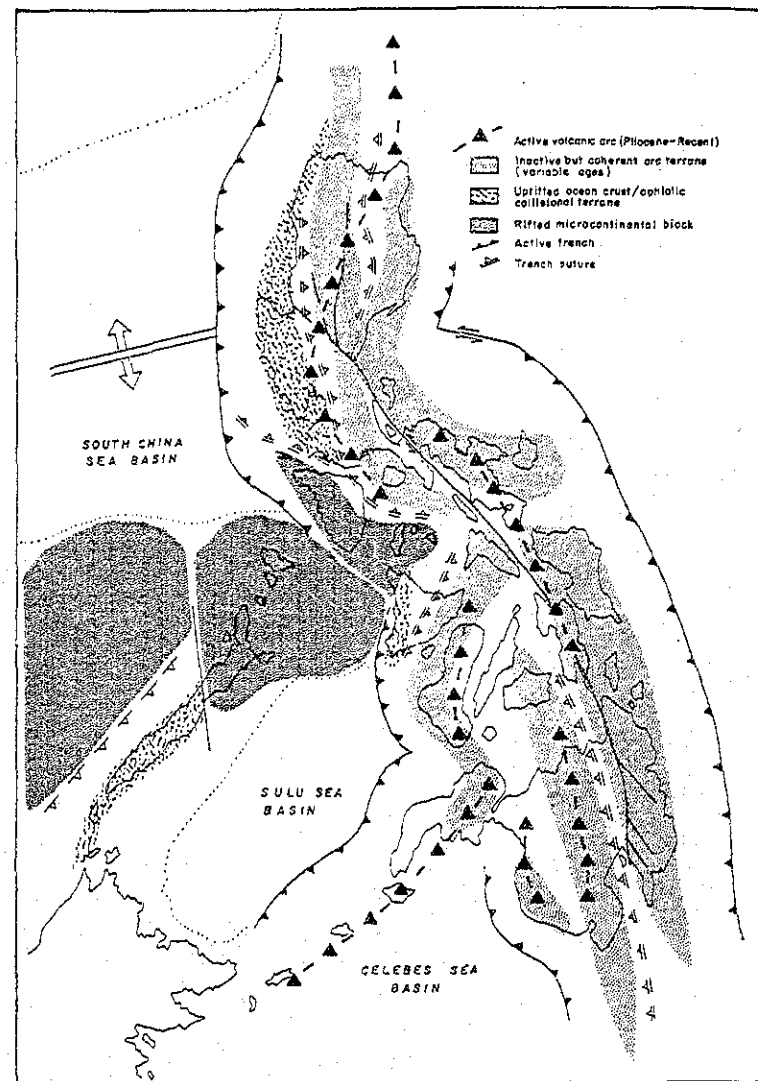 Active volcanic arc (Pliocene-Recent)
Inactive but coherent arc terrane
(variable ages)
Uplifted ocean crust/ophiolitic
collisional terrane
Rifted microcontinental block
Active trench
Trench suture
SOUTH CHINA
SEA BASIN
SULU SEA
BASIN
CELEBES SEA
BASIN